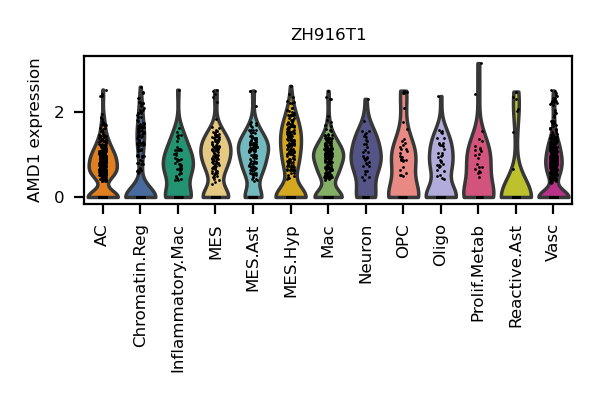 ZH916T1
AMD1 expression
2
0
AC
Chromatin.Reg
Inflammatory.Mac
MES
MES.Ast
MES.Hyp
Mac
Neuron
OPC
Oligo
Prolif.Metab
Reactive.Ast
Vasc